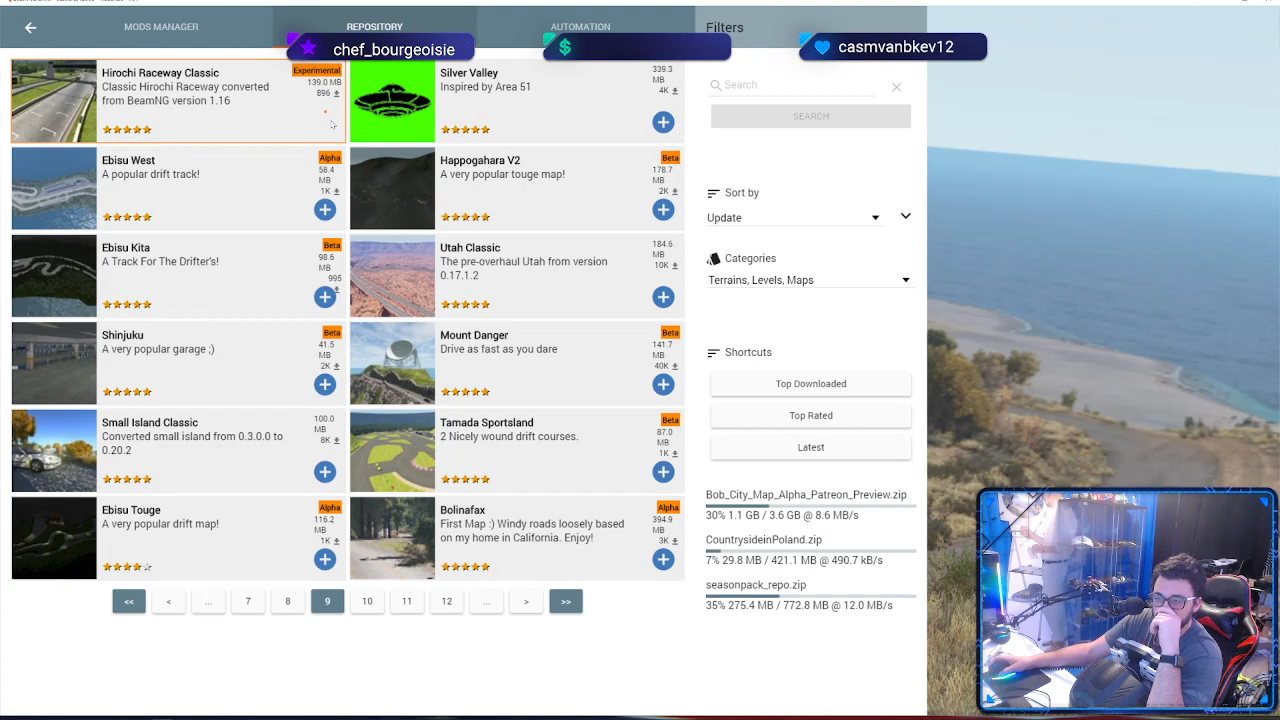 MODS MANAGER
REPOSITORY
AUTOMATION
Filters
chef_bourgeoisie
$
casmvanbkev12
Hirochi Raceway Classic
Experimental
Classic Hirochi Raceway converted
from BeamNG version 1.16
139.0 MB
896
Silver Valley
Inspired by Area 51
339.3
MB
4K
Ebisu West
A popular drift track!
Alpha
58.4
MB
1K
Happogahara V2
A very popular touge map!
Beta
178.7
MB
2K
Ebisu Kita
A Track For The Drifter's!
Beta
98.6
MB
995
Utah Classic
The pre-overhaul Utah from version
0.17.1.2
184.6
MB
10K
Shinjuku
A very popular garage ;)
Beta
41.5
MB
2K
Mount Danger
Drive as fast as you dare
Beta
141.7
MB
40K
Small Island Classic
Converted small island from 0.3.0.0 to
0.20.2
100.0
MB
8K
Tamada Sportsland
2 Nicely wound drift courses.
Beta
87.0
MB
1K
Ebisu Touge
A very popular drift map!
Alpha
116.2
MB
1K
Bolinafax
First Map :) Windy roads loosely based
on my home in California. Enjoy!
Alpha
394.9
MB
3K
<< < ... 7 8 9 10 11 12 ... > >>
Search
SEARCH
Sort by
Update
Categories
Terrains, Levels, Maps
Shortcuts
Top Downloaded
Top Rated
Latest
Bob_City_Map_Alpha_Patreon_Preview.zip
30% 1.1 GB / 3.6 GB @ 8.6 MB/s
CountrysideinPoland.zip
7% 29.8 MB / 421.1 MB @ 490.7 kB/s
seasonpack_repo.zip
35% 275.4 MB / 772.8 MB @ 12.0 MB/s